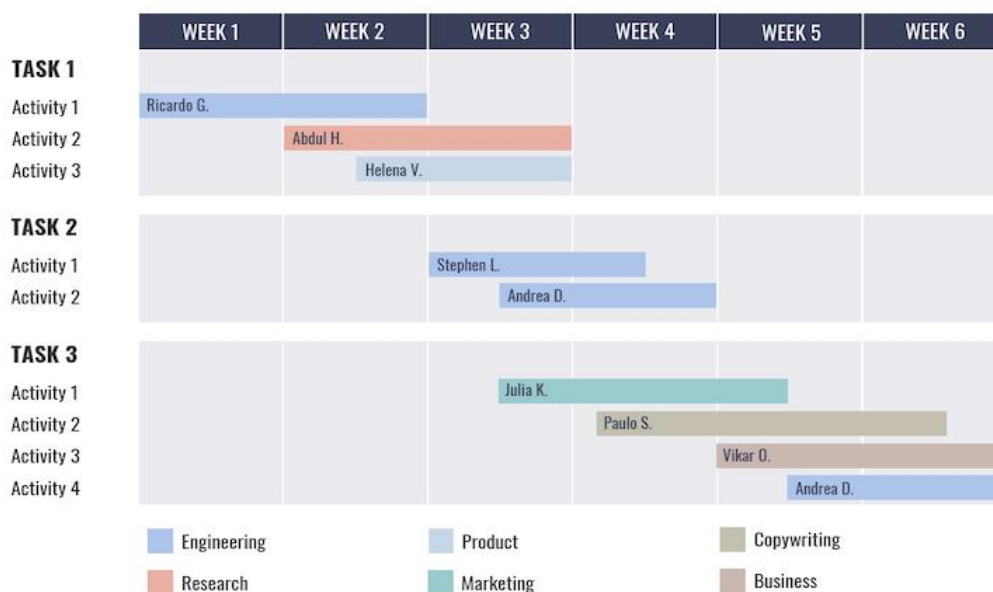 WEEK 1 WEEK 2 WEEK 3 WEEK 4 WEEK 5 WEEK 6
TASK 1
Activity 1 Ricardo G.
Activity 2 Abdul H.
Activity 3 Helena V.
TASK 2
Activity 1 Stephen L.
Activity 2 Andrea D.
TASK 3
Activity 1 Julia K.
Activity 2 Paulo S.
Activity 3 Vikar O.
Activity 4 Andrea D.
Engineering Product Copywriting
Research Marketing Business